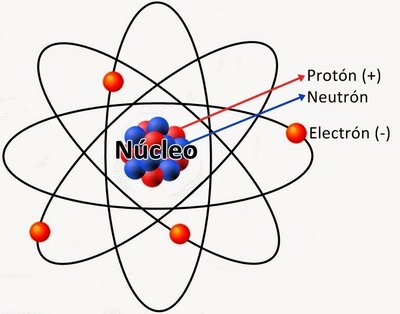 Protón (+)
Neutrón
Electrón (-)
Núcleo